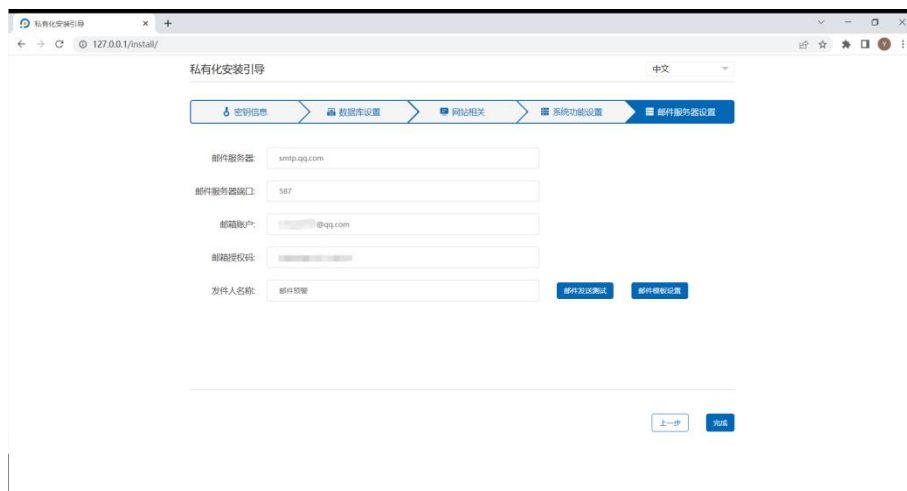 私有化安装引导
127.0.0.1/install/
Y
私有化安装引导
中文
密钥信息
数据库设置
网站相关
系统功能设置
邮件服务器设置
邮件服务器:
smtp.qq.com
邮件服务器端口:
587
邮箱账户:
@qq.com
邮箱授权码:
发件人名称:
邮件预警
邮件发送测试
邮件模板设置
上一步
完成